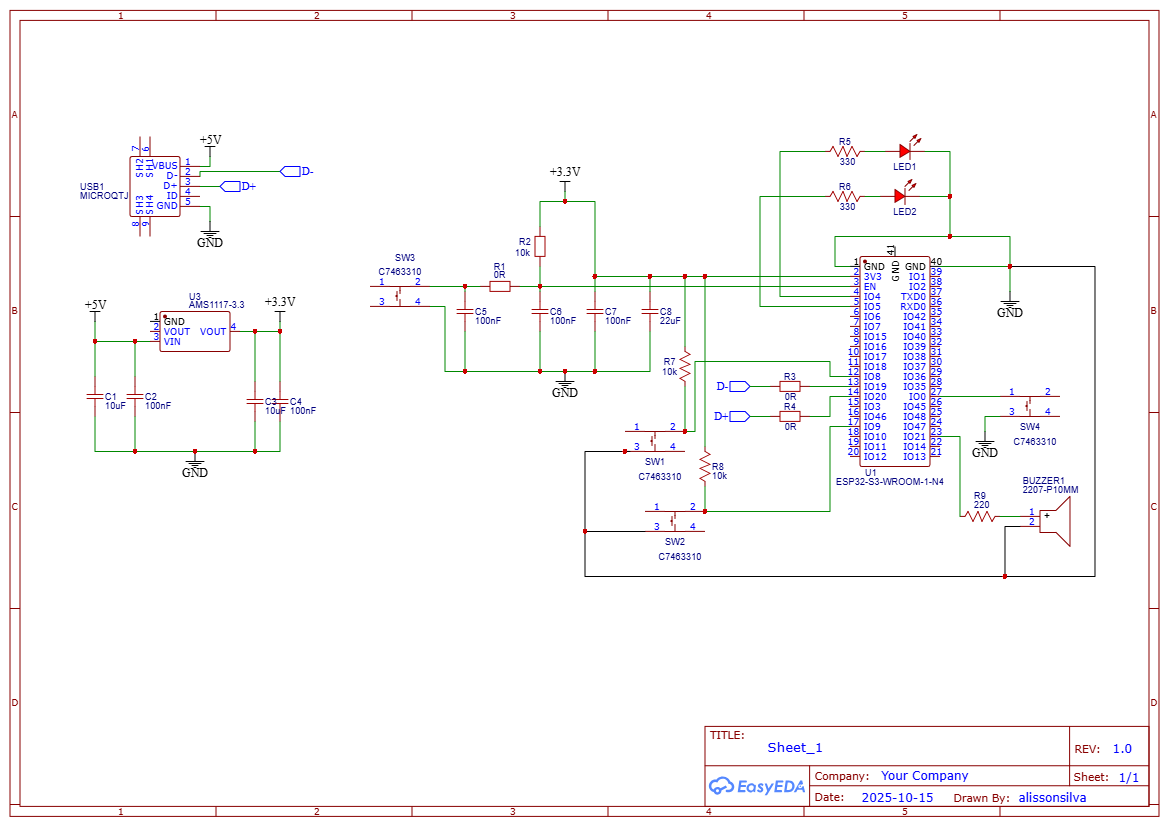 1 2 3 4 5
A A
B B
C C
D D
1 2 3 4 5
+5V
7 6
SH2 SH1
VBUS 1
D- 2
D+ 3
ID 4
GND 5
SH3 SH4
8 9
USB1
MICROQTJ
D-
D+
GND
+5V
U3
AMS1117-3.3
+3.3V
1 GND
2 VOUT VOUT 4
3 VIN
C1
10uF
C2
100nF
C3
10uF
C4
100nF
GND
+3.3V
R2
10k
SW3
C7463310
1 2
3 4
R1
0R
C5
100nF
C6
100nF
C7
100nF
C8
22uF
GND
R7
10k
R8
10k
1 2
3 4
SW1
C7463310
1 2
3 4
SW2
C7463310
D-
R3
0R
D+
R4
0R
R5
330
LED1
R6
330
LED2
41
GND
1 GND GND 40
2 3V3 IO1 39
3 EN IO2 38
4 IO4 TXD0 37
5 IO5 RXD0 36
6 IO6 IO42 35
7 IO7 IO41 34
8 IO15 IO40 33
9 IO16 IO39 32
10 IO17 IO38 31
11 IO18 IO37 30
12 IO8 IO36 29
13 IO19 IO35 28
14 IO20 IO0 27
15 IO3 IO45 26
16 IO46 IO48 25
17 IO9 IO47 24
18 IO10 IO21 23
19 IO11 IO14 22
20 IO12 IO13 21
U1
ESP32-S3-WROOM-1-N4
GND
1 2
3 4
SW4
C7463310
GND
R9
220
BUZZER1
2207-P10MM
1 +
2
TITLE:
Sheet_1
REV: 1.0
EasyEDA
Company: Your Company
Sheet: 1/1
Date: 2025-10-15 Drawn By: alissonsilva